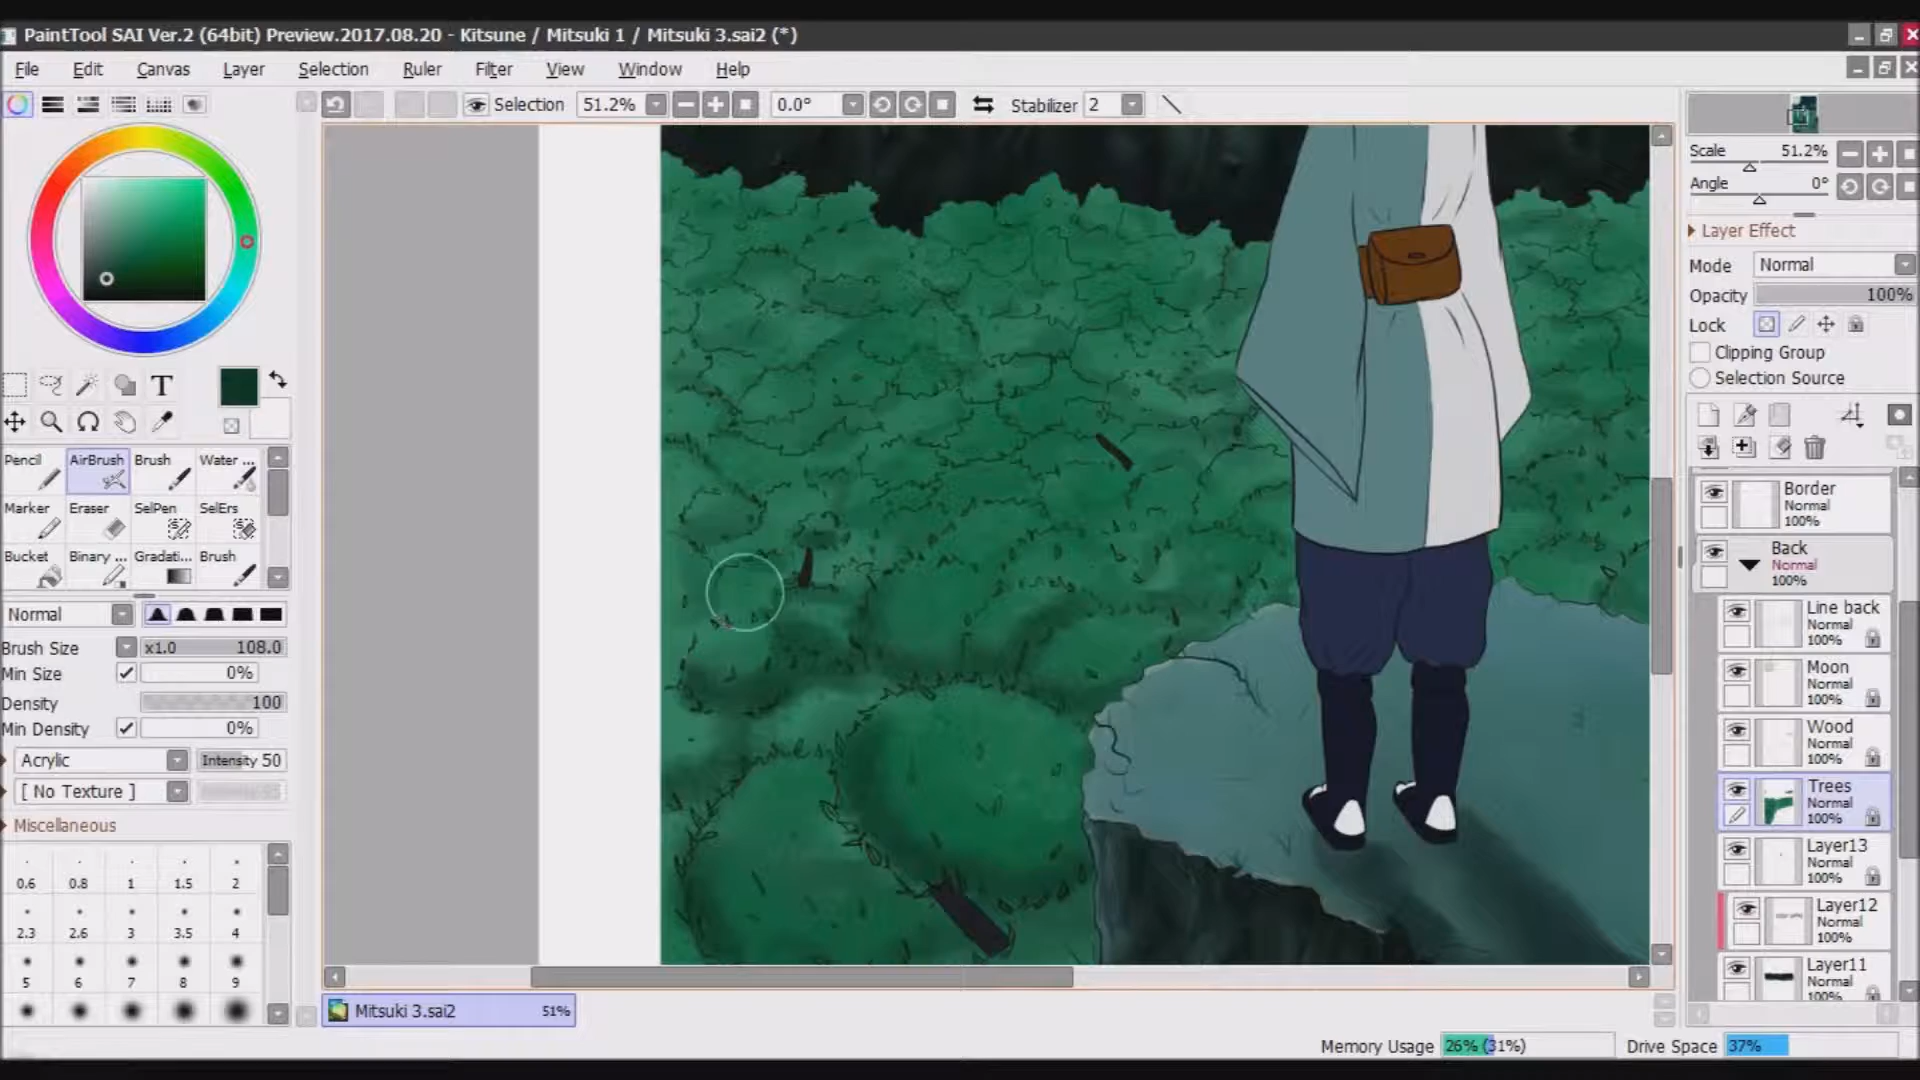 PaintTool SAI Ver.2 (64bit) Preview.2017.08.20 - Kitsune / Mitsuki 1 / Mitsuki 3.sai2 (*)
File Edit Canvas Layer Selection Ruler Filter View Window Help
Selection 51.2% 0.0° Stabilizer 2
Scale 51.2%
Angle 0°
Layer Effect
Mode Normal
Opacity 100%
Lock
Clipping Group
Selection Source
T
Pencil AirBrush Brush Water ...
Marker Eraser SelPen SelErs
Bucket Binary ... Gradati... Brush
Normal
Brush Size x1.0 108.0
Min Size 0%
Density 100
Min Density 0%
Acrylic Intensity 50
[ No Texture ]
Miscellaneous
0.6 0.8 1 1.5 2
2.3 2.6 3 3.5 4
5 6 7 8 9
Border
Normal
100%
Back
Normal
100%
Line back
Normal
100%
Moon
Normal
100%
Wood
Normal
100%
Trees
Normal
100%
Layer13
Normal
100%
Layer12
Normal
100%
Layer11
Normal
100%
Mitsuki 3.sai2 51%
Memory Usage 26% (31%) Drive Space 37%